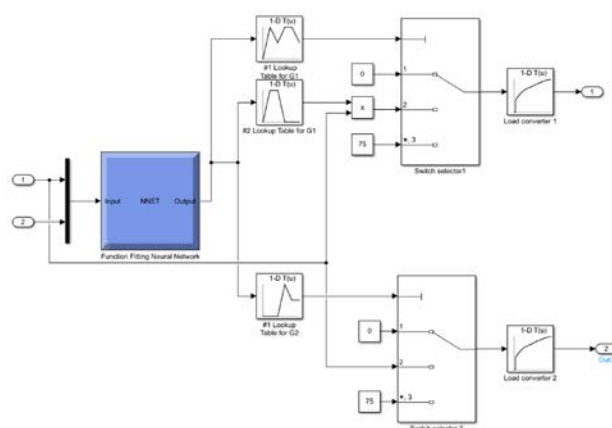 1-D T(u)
#1 Lookup
Table for G1
1-D T(u)
#2 Lookup Table for G1
0
x
75
1
2
*, 3
Switch selector1
1-D T(u)
Load converter 1
1
1
2
Input
NNET
Output
Function Fitting Neural Network
1-D T(u)
#1 Lookup
Table for G2
0
75
1
2
*, 3
1-D T(u)
Load converter 2
2